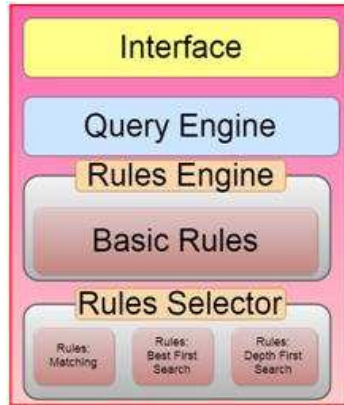 Interface
Query Engine
Rules Engine
Basic Rules
Rules Selector
Rules:
Matching
Rules:
Best First
Search
Rules:
Depth First
Search